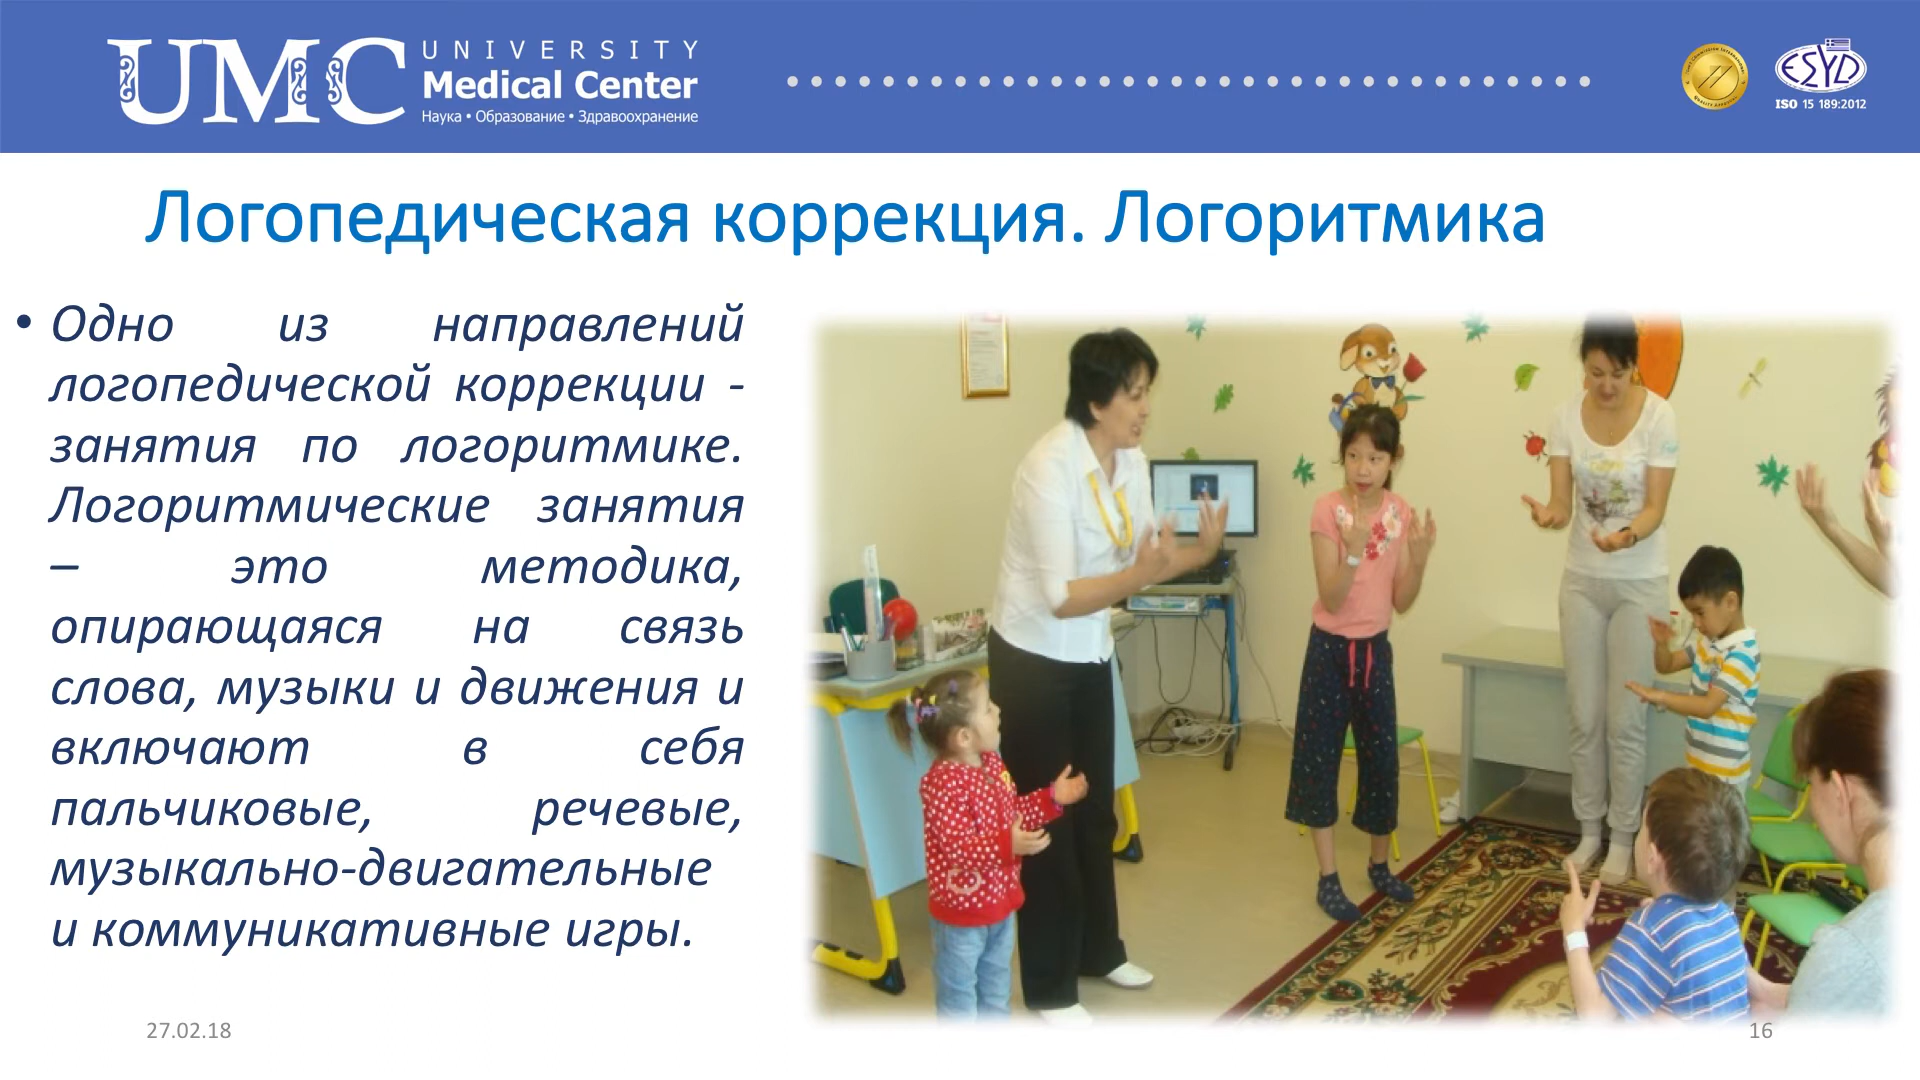 UMC
UNIVERSITY
Medical Center
Наука • Образование • Здравоохранение
ESYD
ISO 15 189:2012
Логопедическая коррекция. Логоритмика
• Одно из направлений
логопедической коррекции -
занятия по логоритмике.
Логоритмические занятия
– это методика,
опирающаяся на связь
слова, музыки и движения и
включают в себя
пальчиковые, речевые,
музыкально-двигательные
и коммуникативные игры.
27.02.18
16